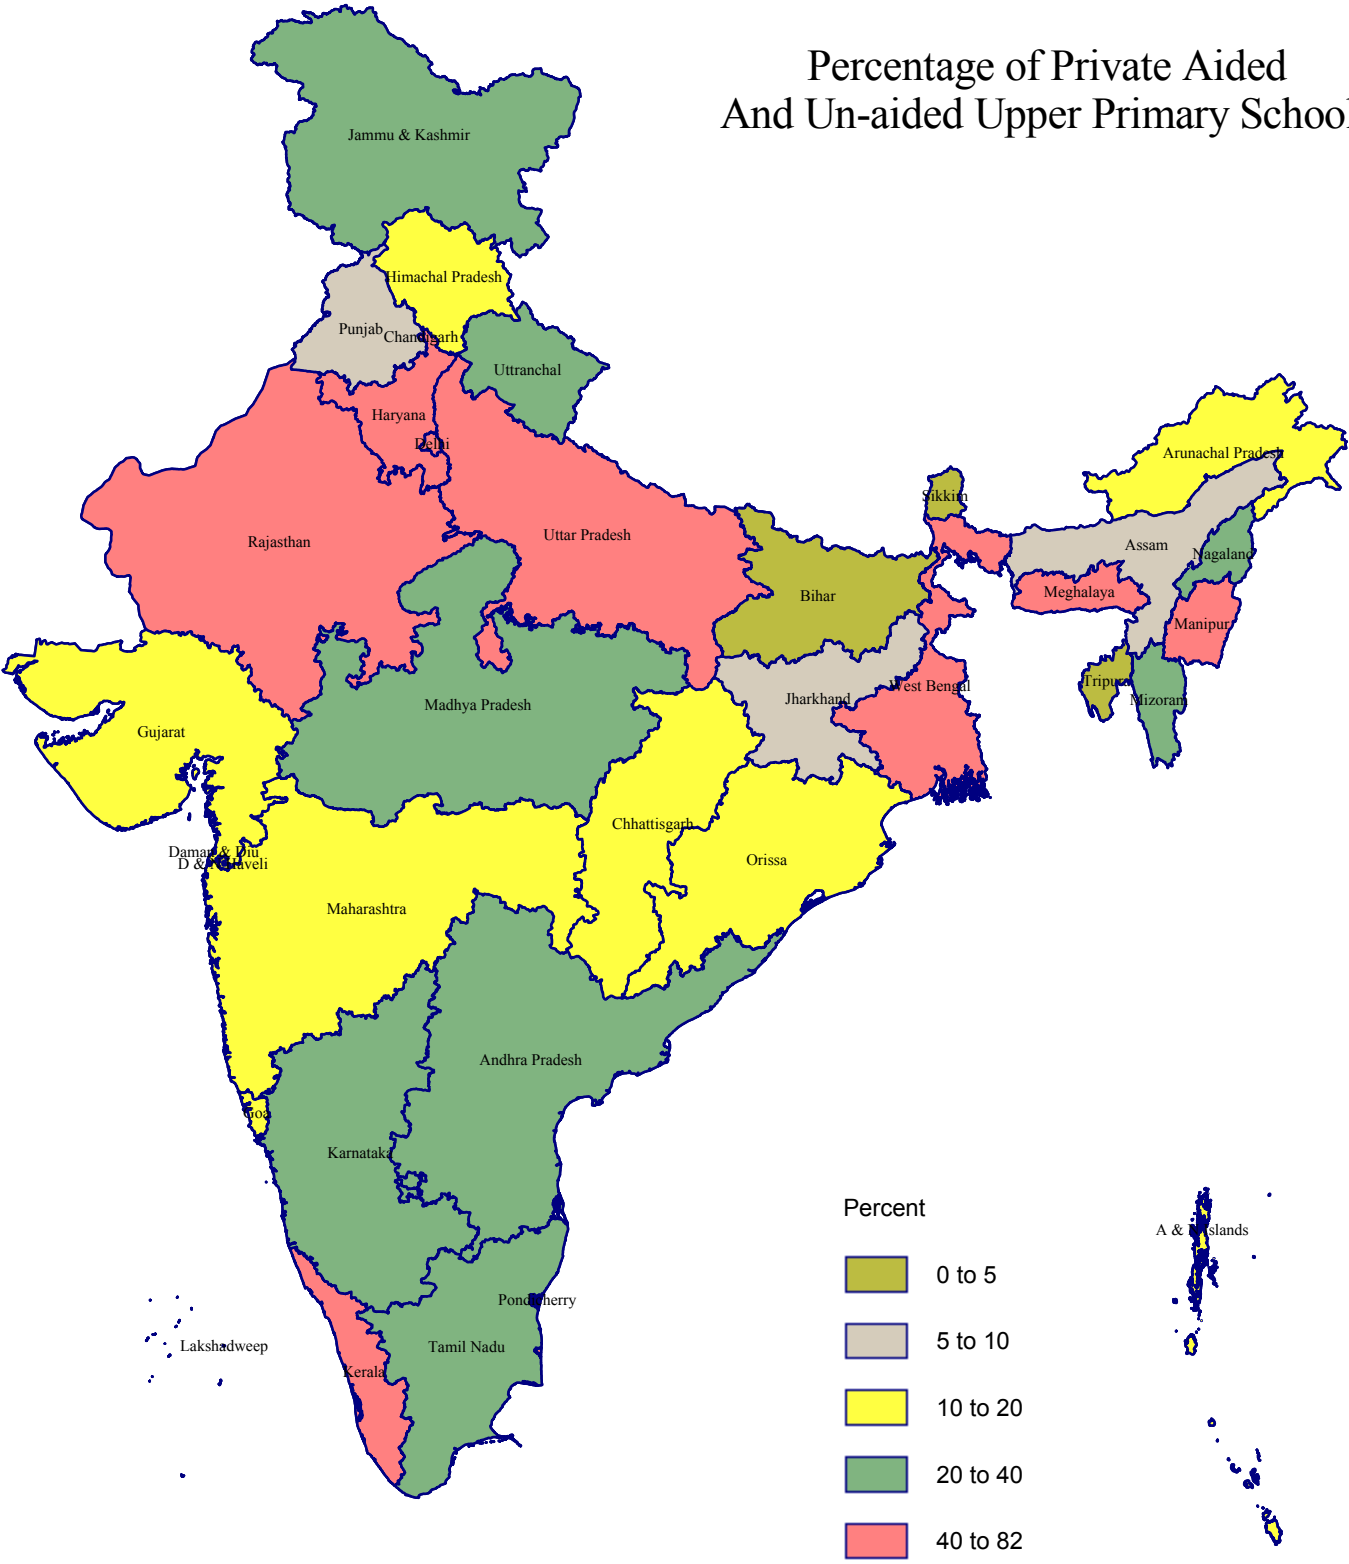 Percentage of Private Aided
And Un-aided Upper Primary School
Jammu & Kashmir
Himachal Pradesh
Punjab
Chandigarh
Uttranchal
Haryana
Delhi
Arunachal Pradesh
Sikkim
Rajasthan
Uttar Pradesh
Assam
Nagaland
Bihar
Meghalaya
Manipur
Jharkhand
West Bengal
Tripura
Mizoram
Madhya Pradesh
Gujarat
Chhattisgarh
Daman & Diu
D & N Haveli
Orissa
Maharashtra
Andhra Pradesh
Goa
Karnataka
Percent
A & N Islands
0 to 5
Pondicherry
5 to 10
Lakshadweep
Tamil Nadu
Kerala
10 to 20
20 to 40
40 to 82